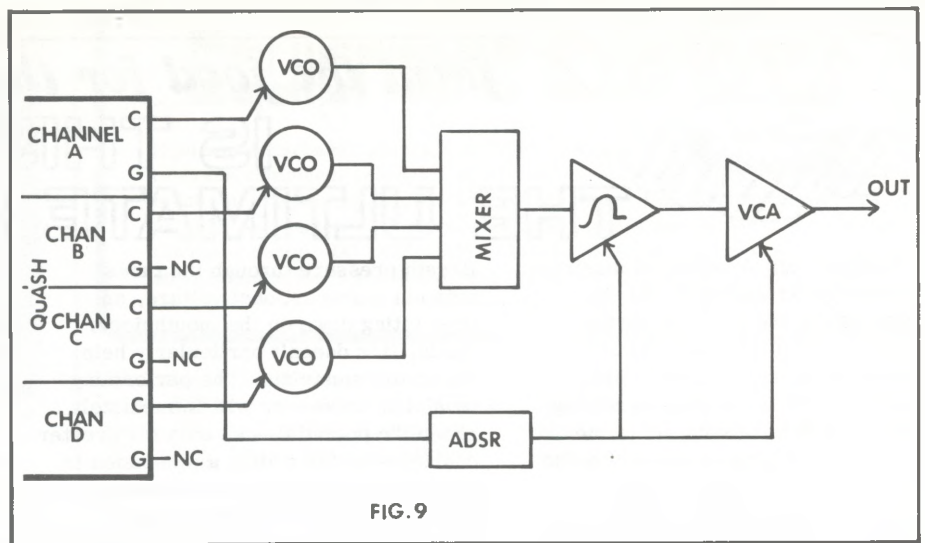 VCO
CHANNEL
A
C
G
VCO
CHAN
B
C
G NC
VCO
QUASH
CHAN
C
C
G NC
VCO
CHAN
D
C
G NC
MIXER
VCA
OUT
ADSR
FIG. 9